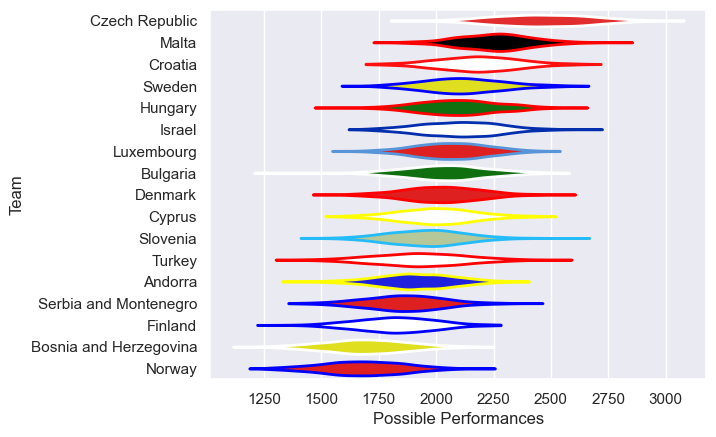 Czech Republic
Malta
Croatia
Sweden
Hungary
Israel
Luxembourg
Bulgaria
Denmark
Cyprus
Slovenia
Turkey
Andorra
Serbia and Montenegro
Finland
Bosnia and Herzegovina
Norway
Team
1250 1500 1750 2000 2250 2500 2750 3000
Possible Performances